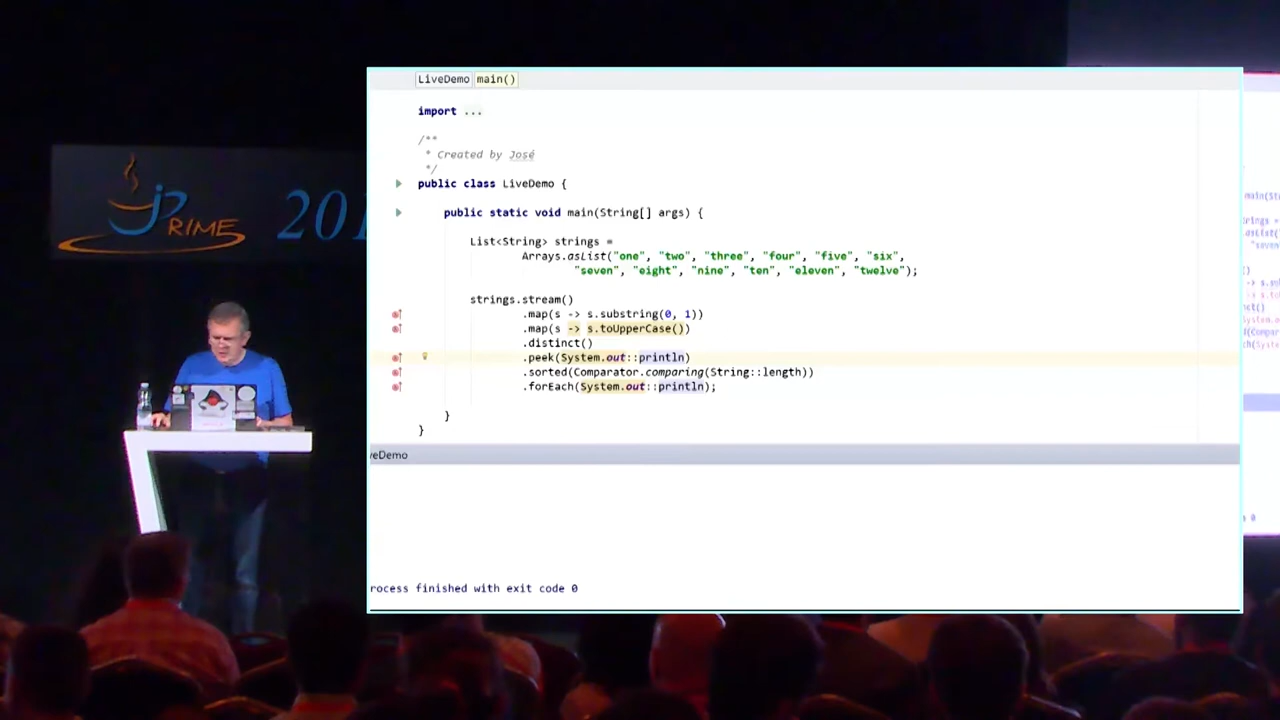 JPRIME 201
LiveDemo main()
import ...
/**
* Created by José
*/
public class LiveDemo {
public static void main(String[] args) {
List<String> strings =
Arrays.asList("one", "two", "three", "four", "five", "six",
"seven", "eight", "nine", "ten", "eleven", "twelve");
strings.stream()
.map(s -> s.substring(0, 1))
.map(s -> s.toUpperCase())
.distinct()
.peek(System.out::println)
.sorted(Comparator.comparing(String::length))
.forEach(System.out::println);
}
}
veDemo
rocess finished with exit code 0